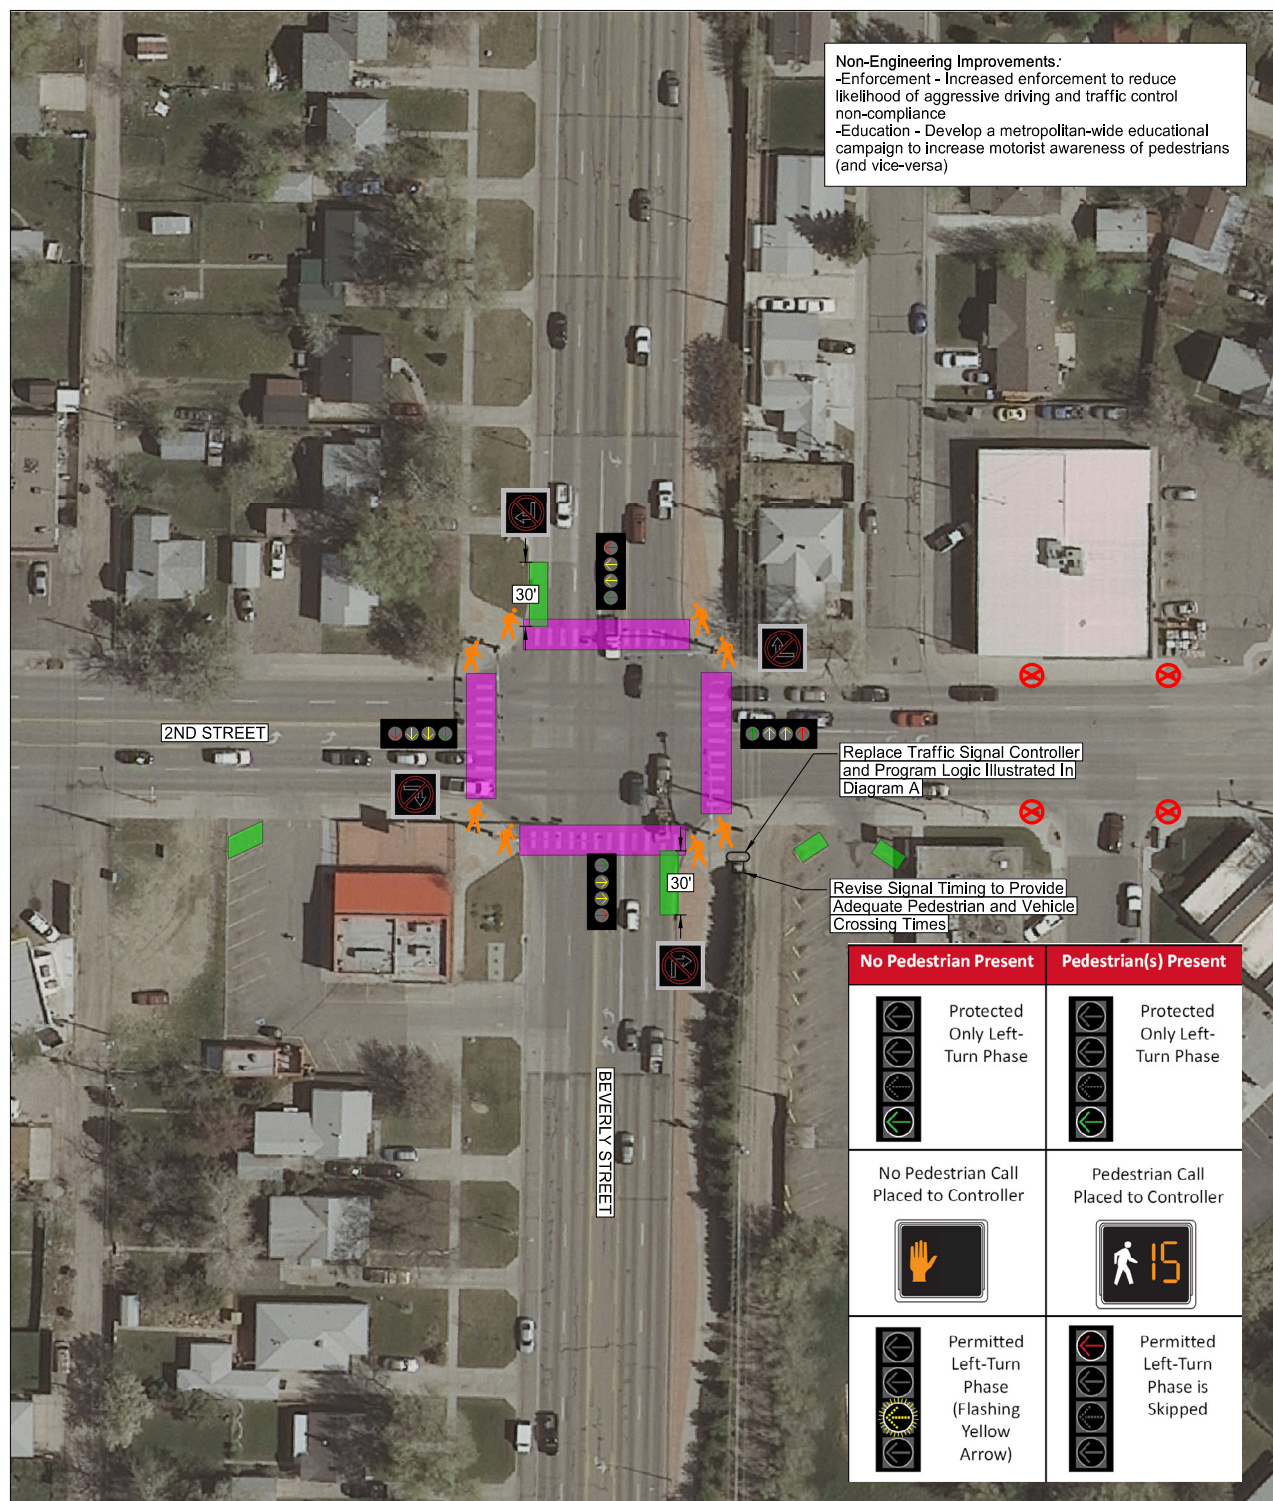 Non-Engineering Improvements:
-Enforcement - Increased enforcement to reduce
likelihood of aggressive driving and traffic control
non-compliance
-Education - Develop a metropolitan-wide educational
campaign to increase motorist awareness of pedestrians
(and vice-versa)
30'
2ND STREET
Replace Traffic Signal Controller
and Program Logic Illustrated In
Diagram A
30'
Revise Signal Timing to Provide
Adequate Pedestrian and Vehicle
Crossing Times
BEVERLY STREET
No Pedestrian Present
Pedestrian(s) Present
Protected
Only Left-
Turn Phase
Protected
Only Left-
Turn Phase
No Pedestrian Call
Placed to Controller
Pedestrian Call
Placed to Controller
15
Permitted
Left-Turn
Phase
(Flashing
Yellow
Arrow)
Permitted
Left-Turn
Phase is
Skipped